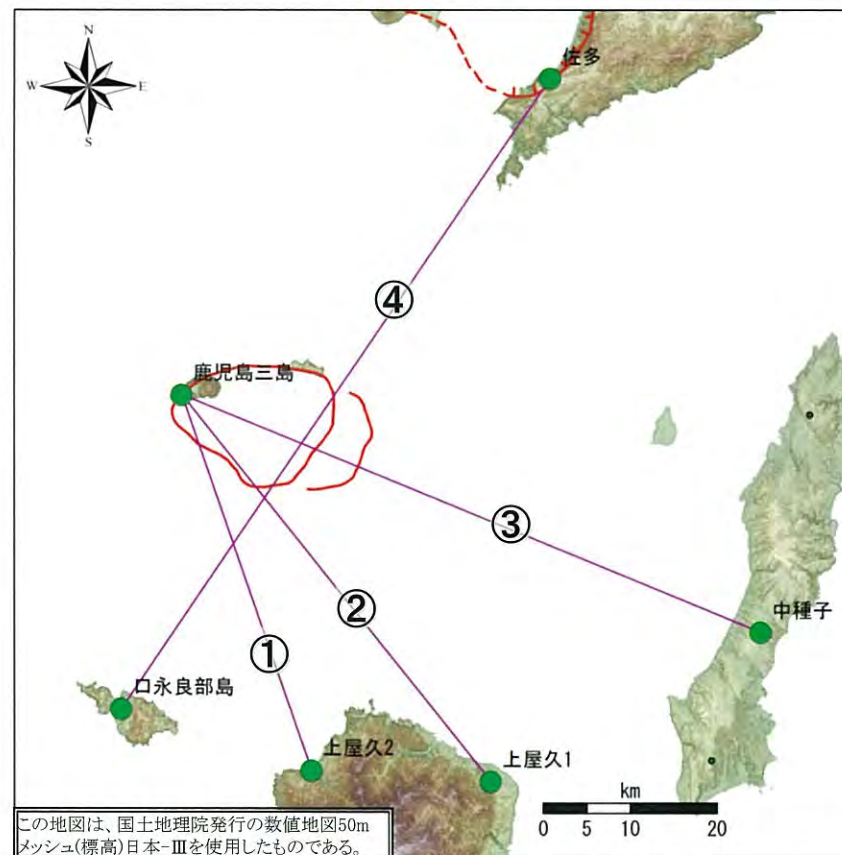 N
W
E
S
佐多
④
鹿児島三島
③
②
中種子
①
口永良部島
上屋久2
上屋久1
km
0 5 10 20
この地図は、国土地理院発行の数値地図50m
メッシュ(標高)日本-Ⅲを使用したものである。